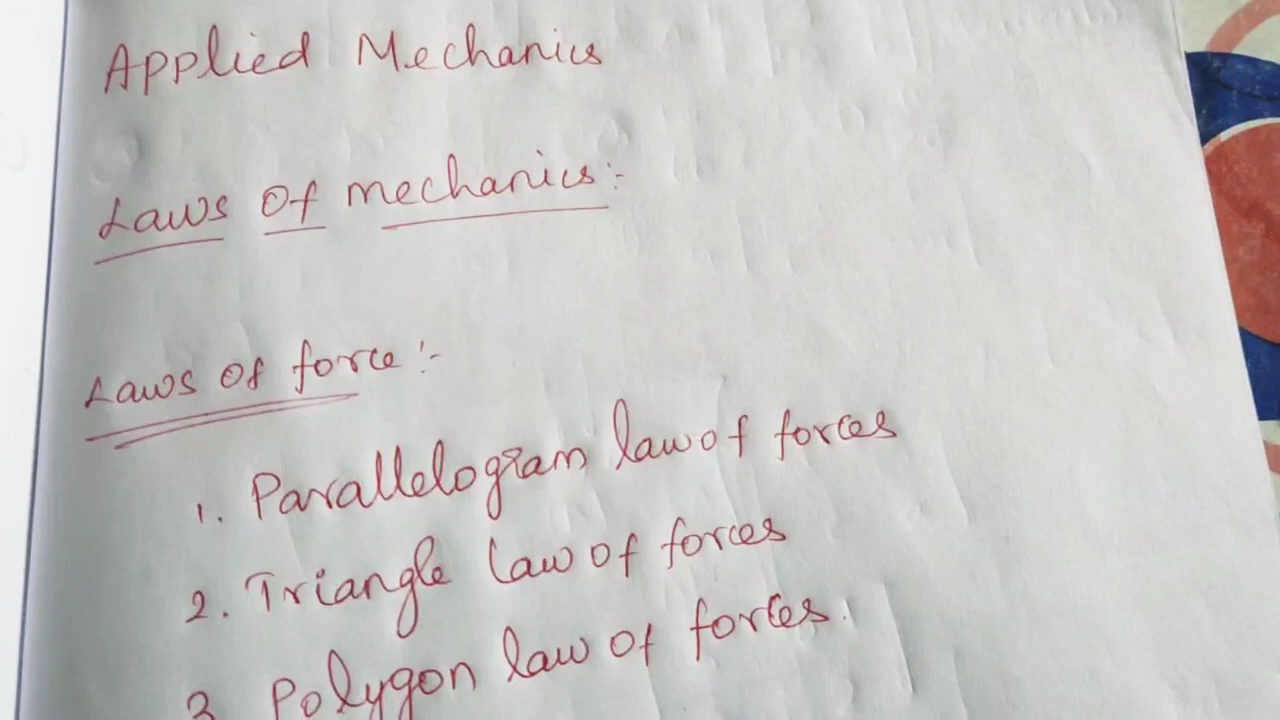 Applied Mechanics
Laws Of mechanics:-
Laws Of force:-
1. Parallelogram law of forces
2. Triangle law of forces
3 Polygon law of forces.